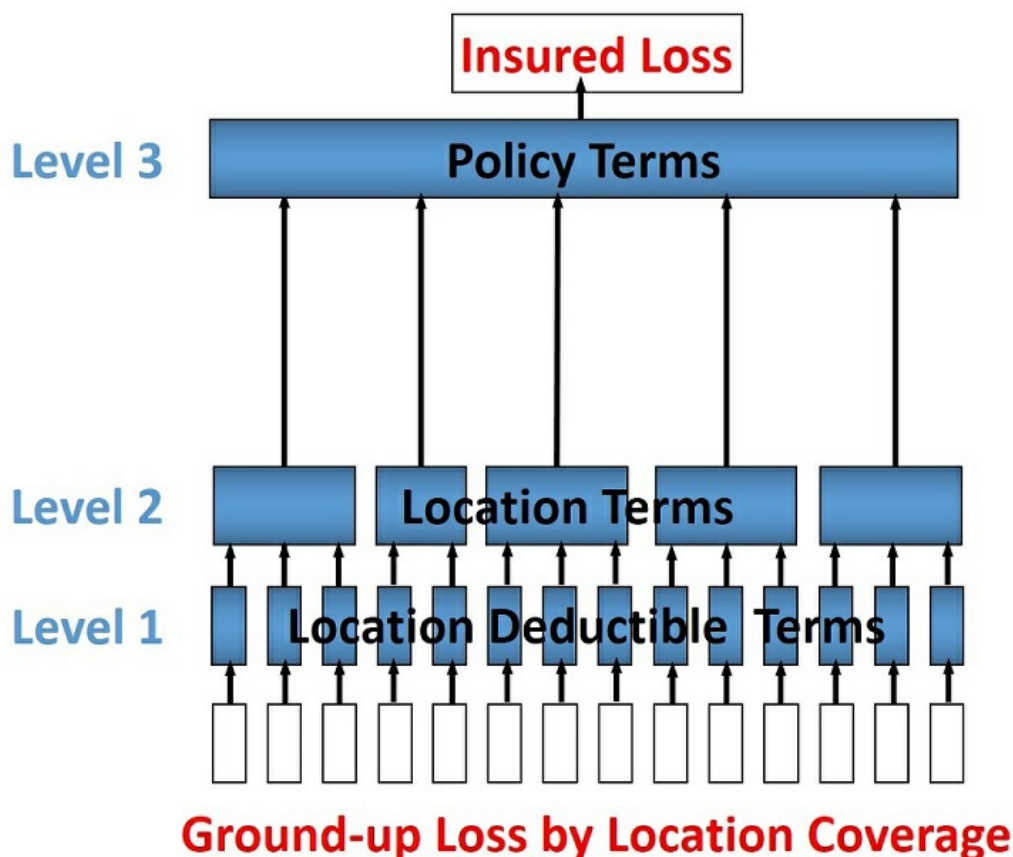 Insured Loss
Level 3
Policy Terms
Level 2
Location Terms
Level 1
Location Deductible Terms
Ground-up Loss by Location Coverage